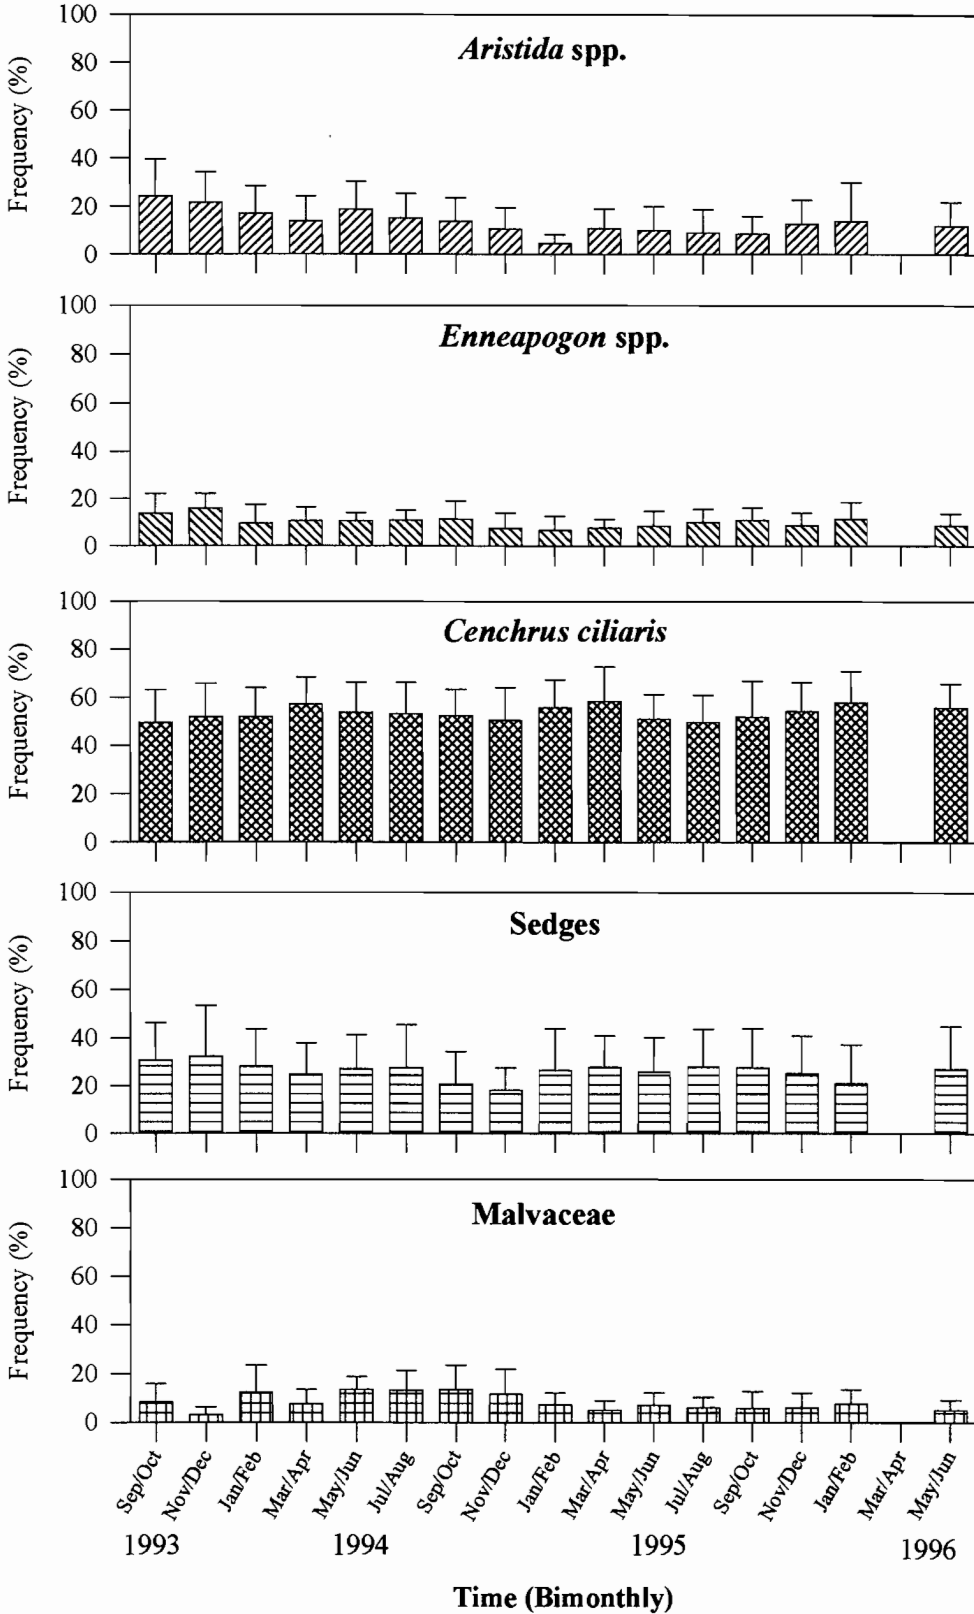 Aristida spp.
Frequency (%)
100
80
60
40
20
0
Enneapogon spp.
Frequency (%)
100
80
60
40
20
0
Cenchrus ciliaris
Frequency (%)
100
80
60
40
20
0
Sedges
Frequency (%)
100
80
60
40
20
0
Malvaceae
Frequency (%)
100
80
60
40
20
0
Sep/Oct
Nov/Dec
Jan/Feb
Mar/Apr
May/Jun
Jul/Aug
Sep/Oct
Nov/Dec
Jan/Feb
Mar/Apr
May/Jun
Jul/Aug
Sep/Oct
Nov/Dec
Jan/Feb
Mar/Apr
May/Jun
1993 1994 1995 1996
Time (Bimonthly)